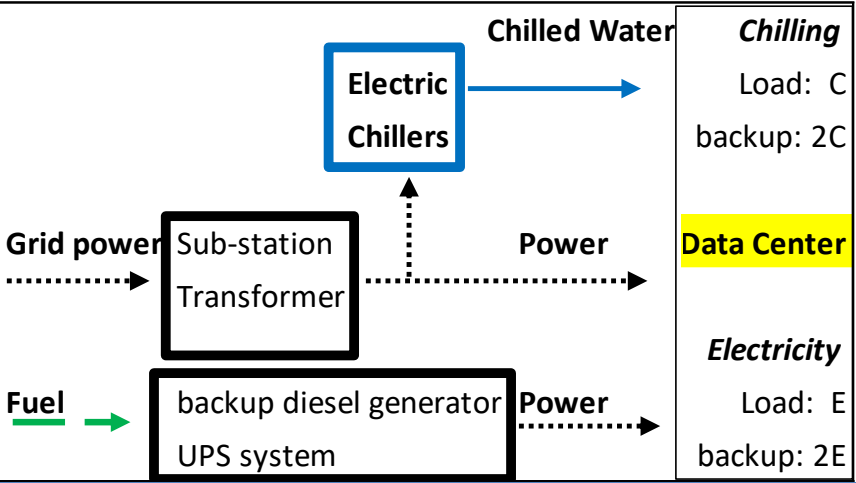 Chilled Water
Chilling
Electric
Chillers
Load: C
backup: 2C
Grid power
Sub-station
Transformer
Power
Data Center
Electricity
Fuel
backup diesel generator
UPS system
Power
Load: E
backup: 2E